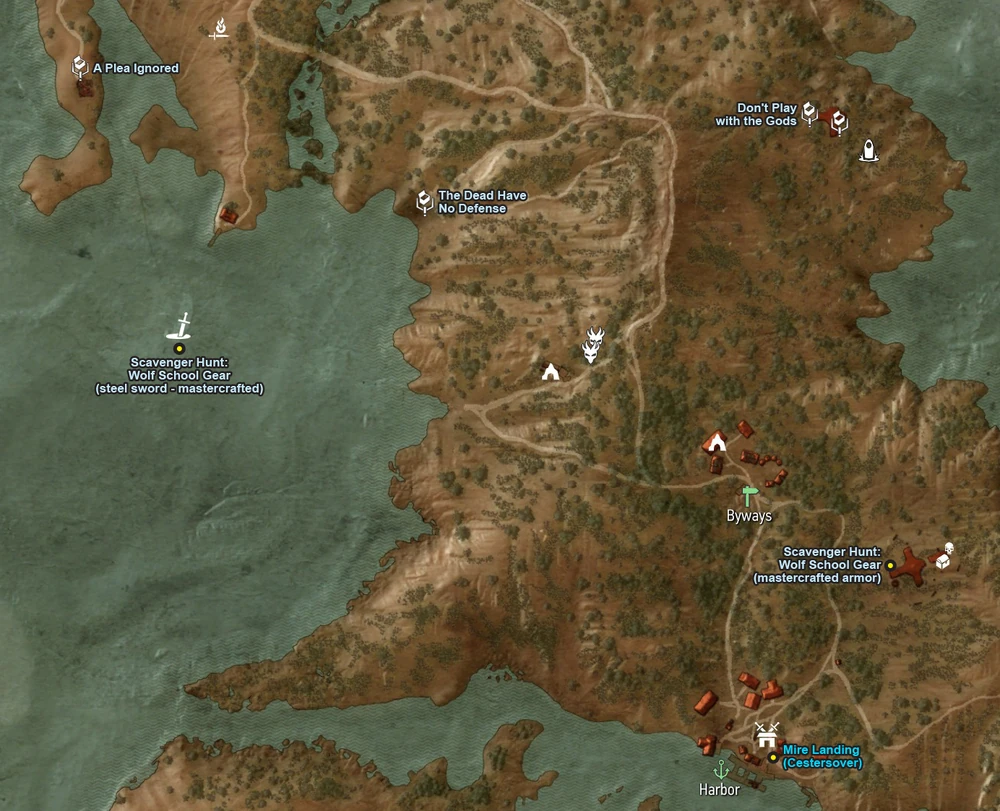 A Plea Ignored
Don't Play
with the Gods
The Dead Have
No Defense
Scavenger Hunt:
Wolf School Gear
(steel sword - mastercrafted)
Byways
Scavenger Hunt:
Wolf School Gear
(mastercrafted armor)
Mire Landing
(Cestersover)
Harbor